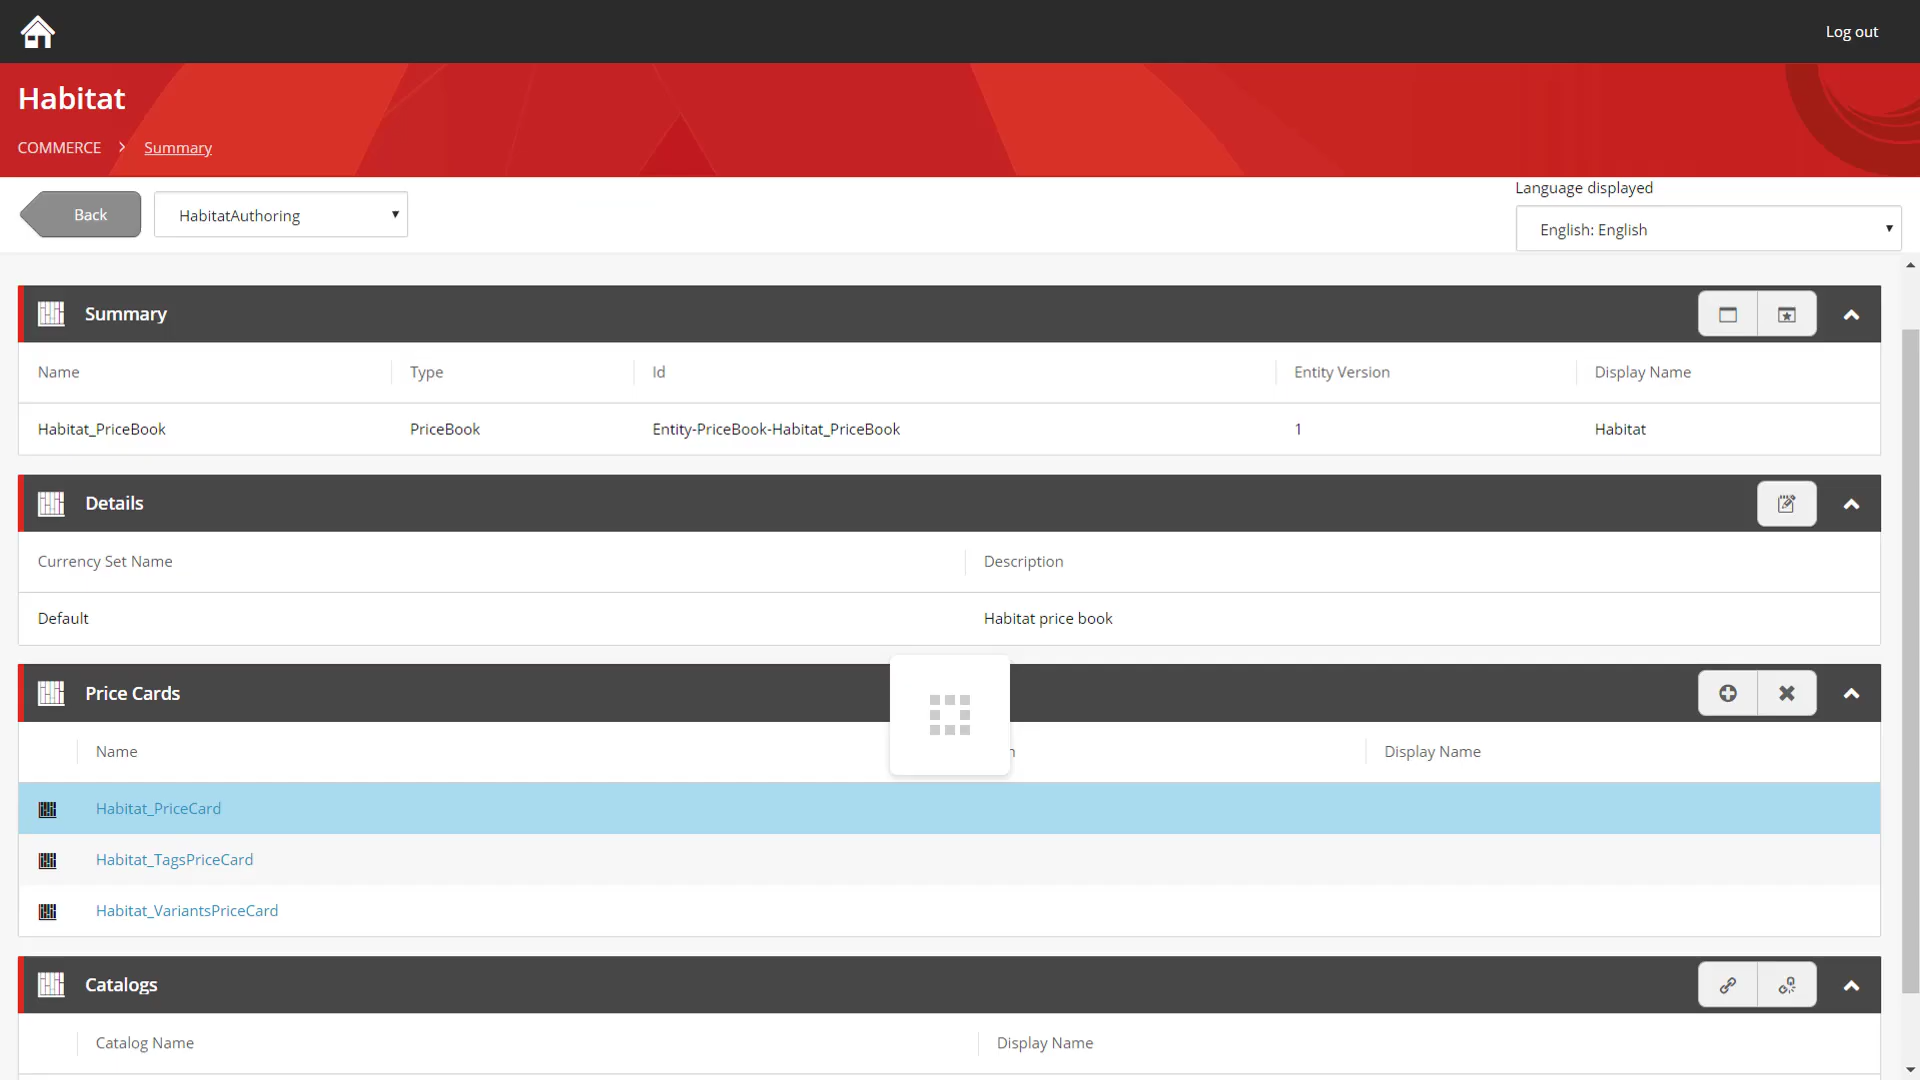 Log out
Habitat
COMMERCE > Summary
Back
HabitatAuthoring
Language displayed
English: English
Summary
Name Type Id Entity Version Display Name
Habitat_PriceBook PriceBook Entity-PriceBook-Habitat_PriceBook 1 Habitat
Details
Currency Set Name Description
Default Habitat price book
Price Cards
Name Display Name
Habitat_PriceCard
Habitat_TagsPriceCard
Habitat_VariantsPriceCard
Catalogs
Catalog Name Display Name